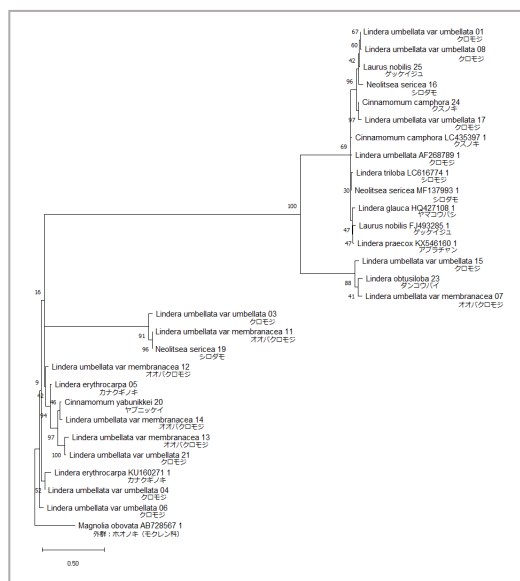 67
Lindera umbellata var umbellata 01
クロモジ
60
Lindera umbellata var umbellata 08
クロモジ
42
Laurus nobilis 25
ゲッケイジュ
96
Neolitsea sericea 16
シロダモ
Cinnamomum camphora 24
クスノキ
97
Lindera umbellata var umbellata 17
クロモジ
Cinnamomum camphora LC435397 1
クスノキ
69
Lindera umbellata AF268789 1
クロモジ
Lindera triloba LC616774 1
シロモジ
30
Neolitsea sericea MF137993 1
シロダモ
Lindera glauca HQ427108 1
ヤマコウバシ
47
Laurus nobilis FJ493285 1
ゲッケイジュ
47
Lindera praecox KX546160 1
アブラチャン
100
Lindera umbellata var umbellata 15
クロモジ
88
Lindera obtusiloba 23
ダンコウバイ
41
Lindera umbellata var membranacea 07
オオバクロモジ
16
Lindera umbellata var umbellata 03
クロモジ
91
Lindera umbellata var membranacea 11
オオバクロモジ
96
Neolitsea sericea 19
シロダモ
Lindera umbellata var membranacea 12
オオバクロモジ
9
Lindera erythrocarpa 05
カナクギノキ
42
46
Cinnamomum yabunikkei 20
ヤブニッケイ
94
Lindera umbellata var membranacea 14
オオバクロモジ
97
Lindera umbellata var membranacea 13
オオバクロモジ
100
Lindera umbellata var umbellata 21
クロモジ
Lindera erythrocarpa KU160271 1
カナクギノキ
52
Lindera umbellata var umbellata 04
クロモジ
Lindera umbellata var umbellata 06
クロモジ
Magnolia obovata AB728567 1
外群：ホオノキ（モクレン科）
0.50